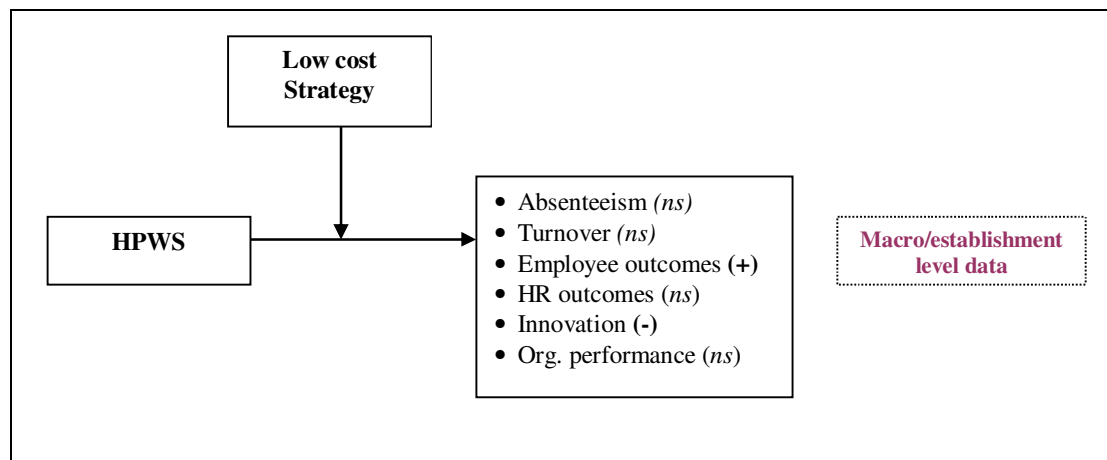 Low cost
Strategy
HPWS
• Absenteeism (ns)
• Turnover (ns)
• Employee outcomes (+)
• HR outcomes (ns)
• Innovation (-)
• Org. performance (ns)
Macro/establishment
level data